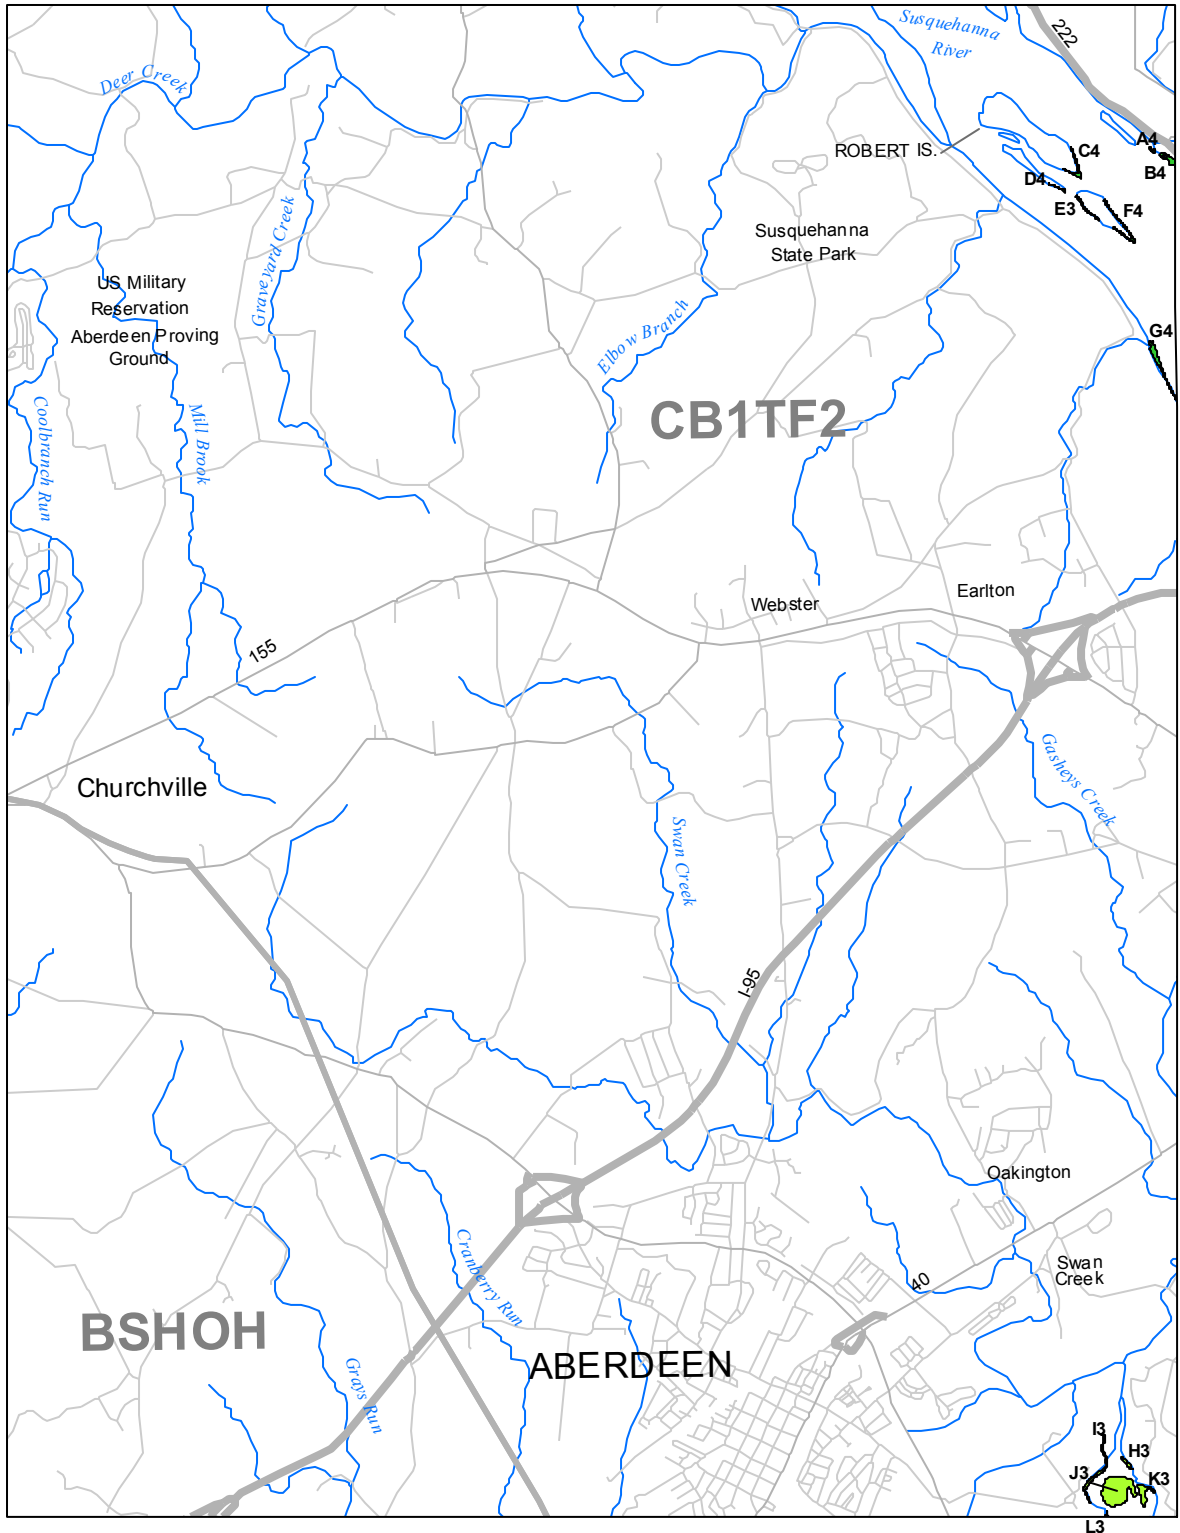 Susquehanna
River
222
Deer Creek
A4
ROBERT IS.
C4
B4
D4
E3
F4
Graveyard Creek
Susquehanna
State Park
US Military
Reservation
Aberdeen Proving
Ground
Elbow Branch
G4
Coolbranch Run
Mill Brook
CB1TF2
Earlton
Webster
155
Gasheys Creek
Churchville
Swan Creek
I-95
Oakington
Swan
Creek
Cranberry Run
40
BSHOH
ABERDEEN
Grays Run
I3
H3
J3
K3
L3